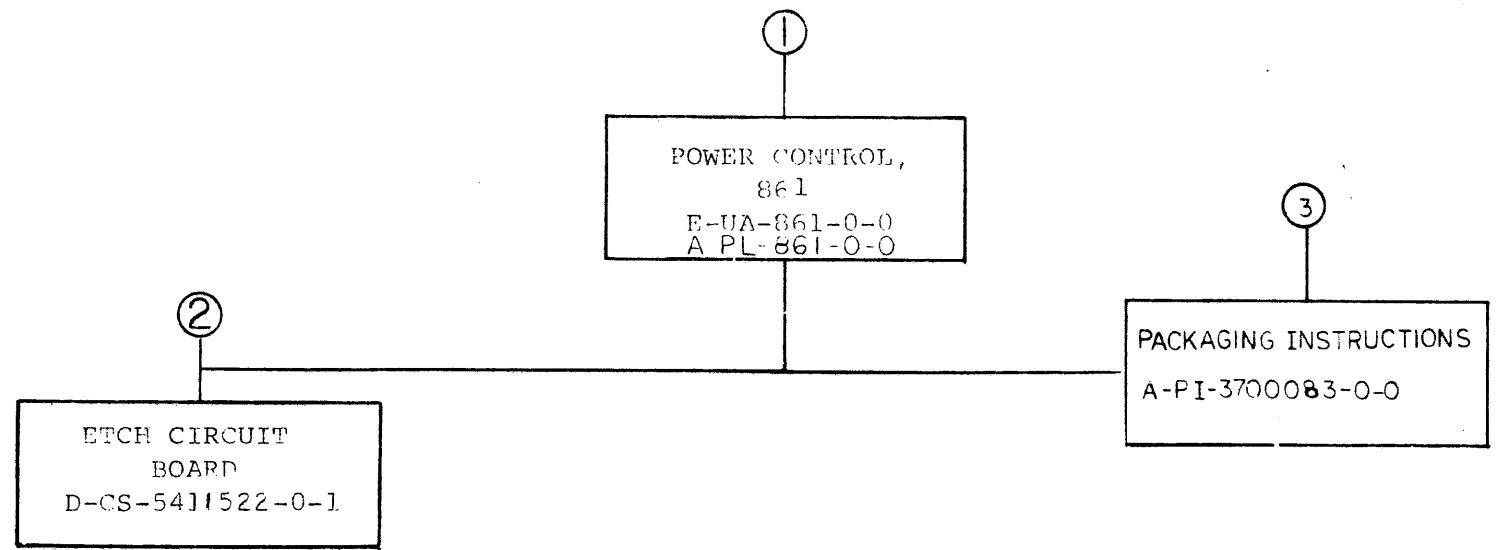 1
POWER CONTROL,
861
E-UA-861-0-0
A PL-861-0-0
3
PACKAGING INSTRUCTIONS
A-PI-3700083-0-0
2
ETCH CIRCUIT
BOARD
D-CS-5411522-0-1